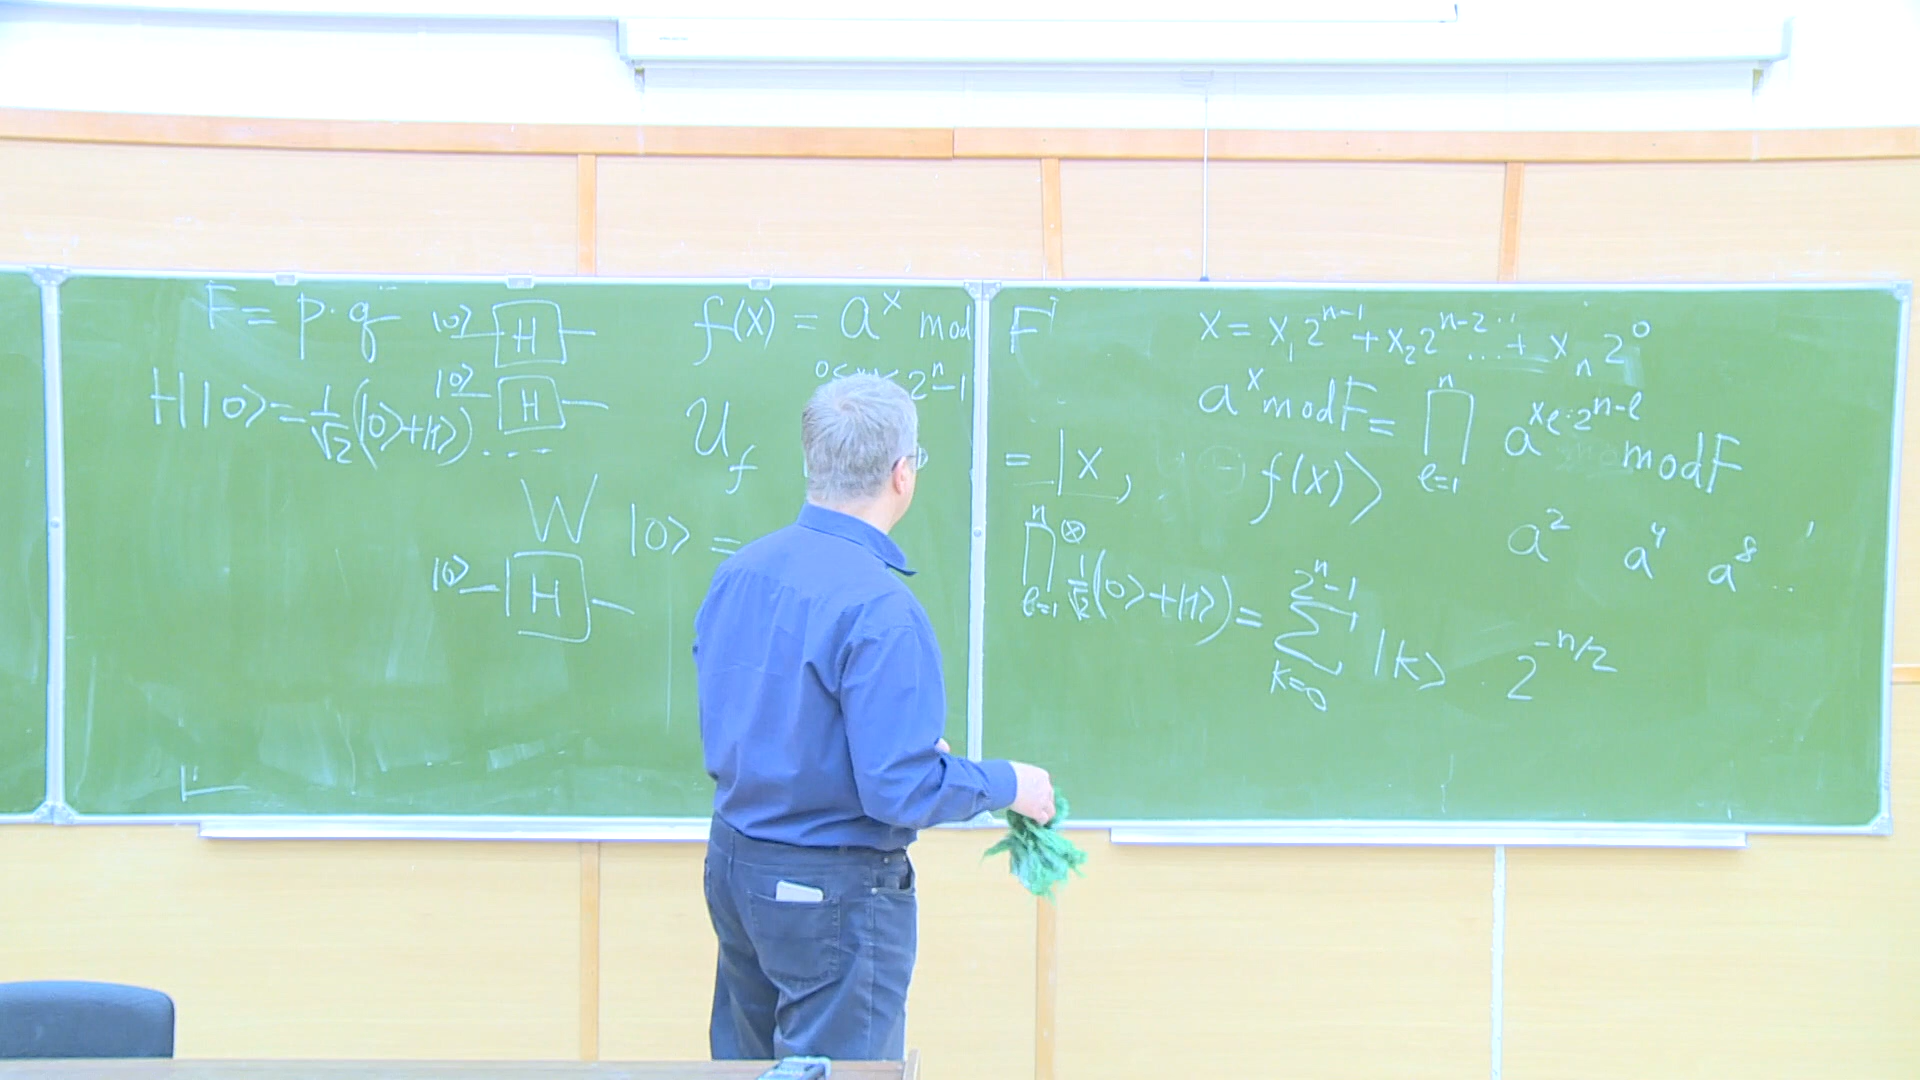 F = p·q
|0> H
f(x) = a^x mod F
|0> H
2^n-1
H|0> = 1/√2 (|0>+|1>) ...
U_f
= |x, f(x)>
W |0> =
∏_{ℓ=1}^{n} ⊗ 1/√2 (|0>+|1>) = ∑_{k=0}^{2^n-1} |k> · 2^{-n/2}
|0> H
x = x_1 2^{n-1} + x_2 2^{n-2} ... + x_n 2^0
a^x mod F = ∏_{ℓ=1}^{n} a^{x_ℓ·2^{n-ℓ}} mod F
a^2 a^4 a^8 ...